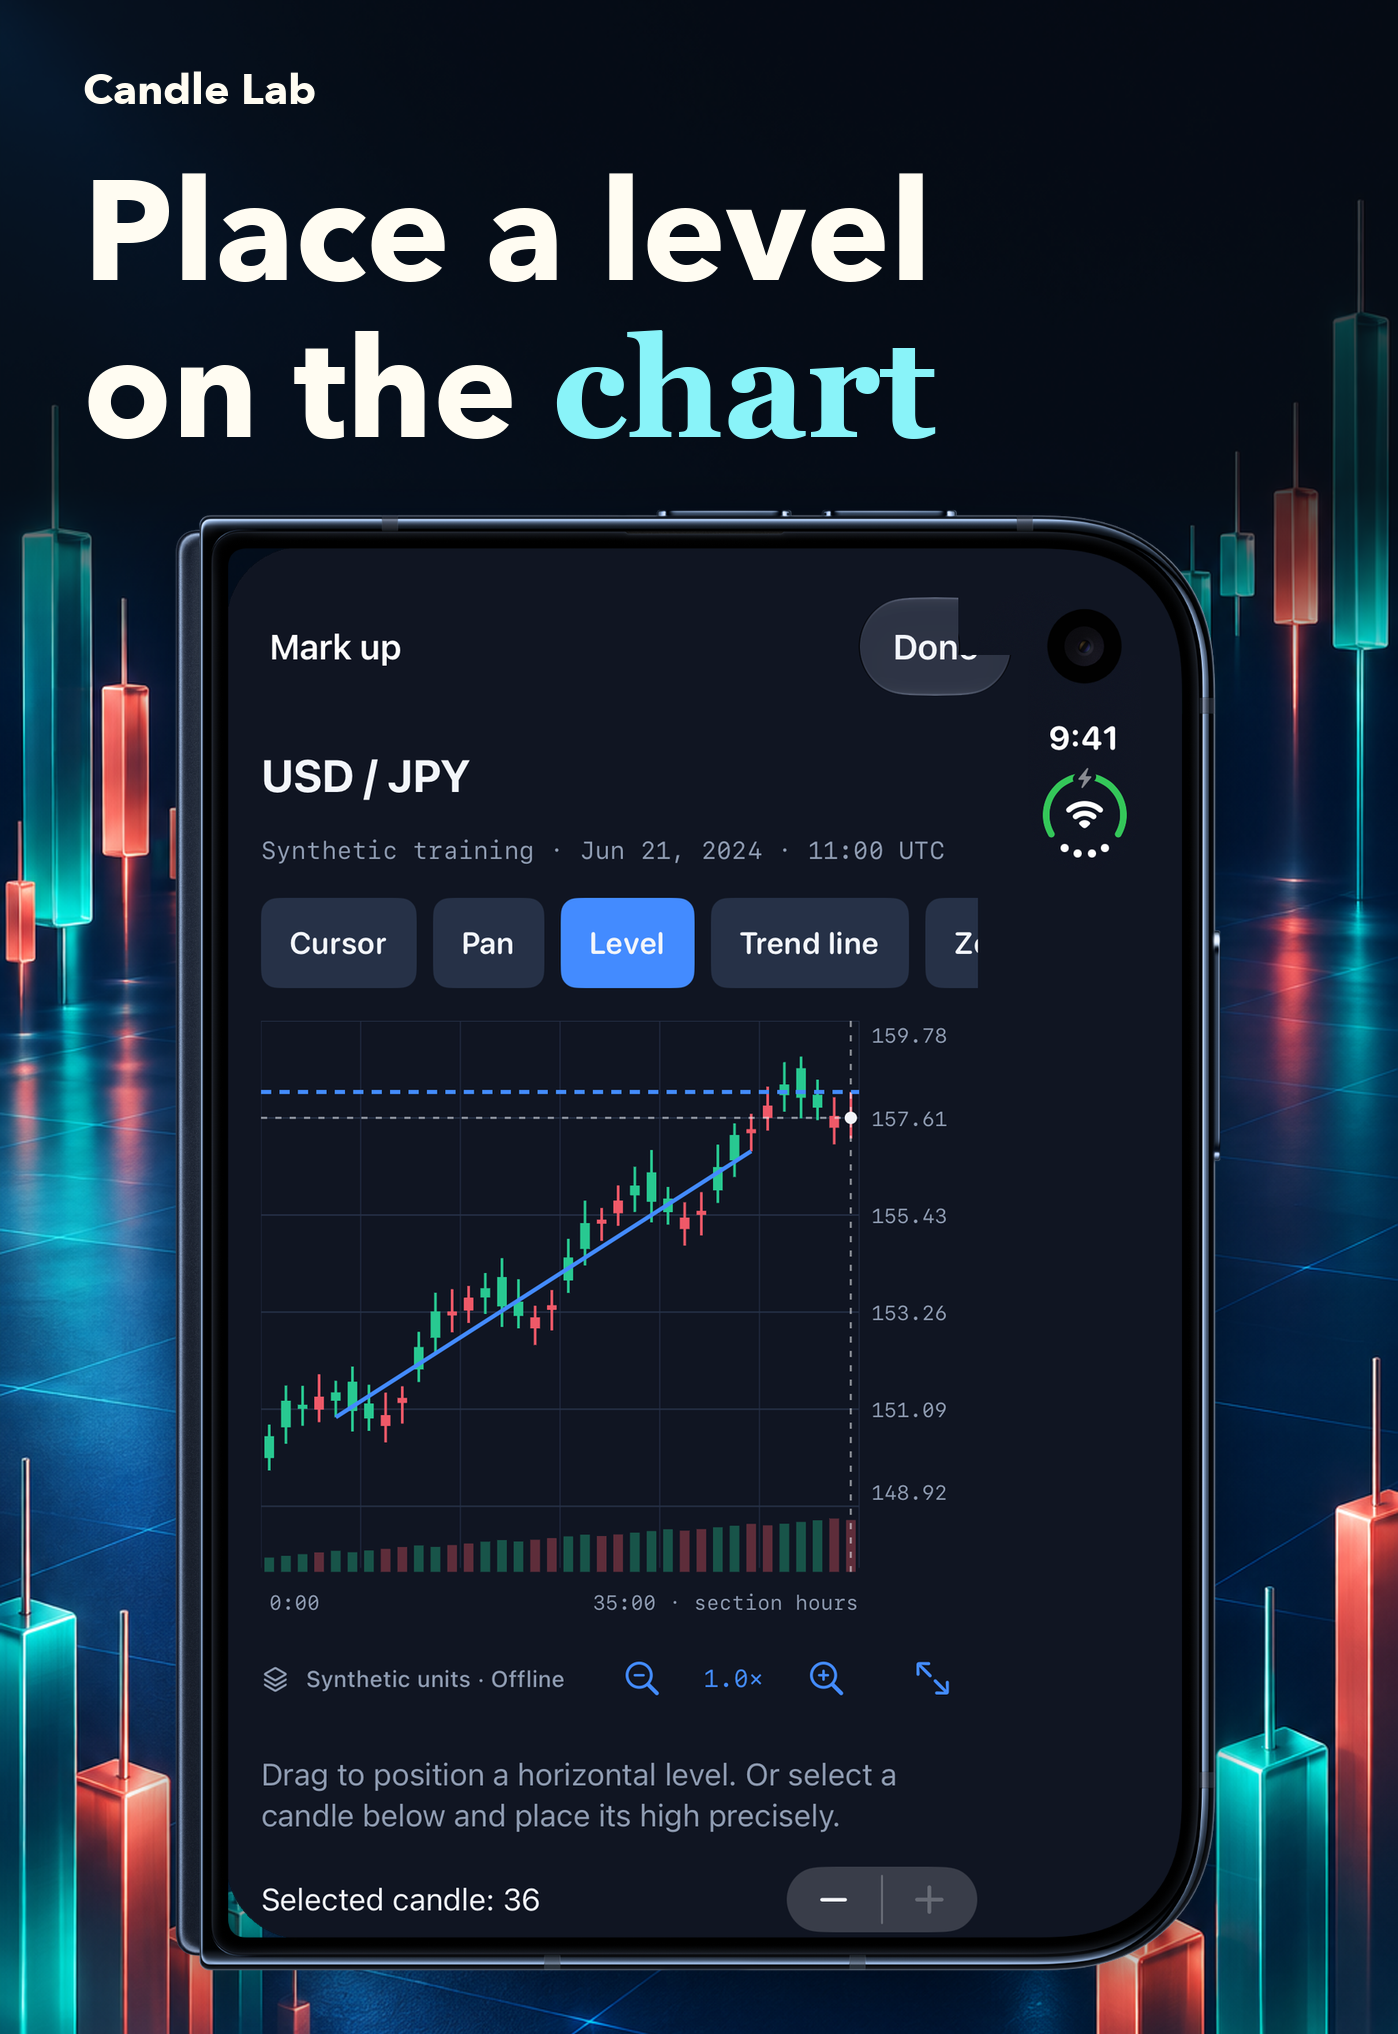 Candle Lab
Place a level
on the chart
Mark up
9:41
USD / JPY
Synthetic training · Jun 21, 2024 · 11:00 UTC
Cursor Pan Level Trend line
159.78
157.61
155.43
153.26
151.09
148.92
0:00 35:00 · section hours
Synthetic units · Offline 1.0×
Drag to position a horizontal level. Or select a
candle below and place its high precisely.
Selected candle: 36